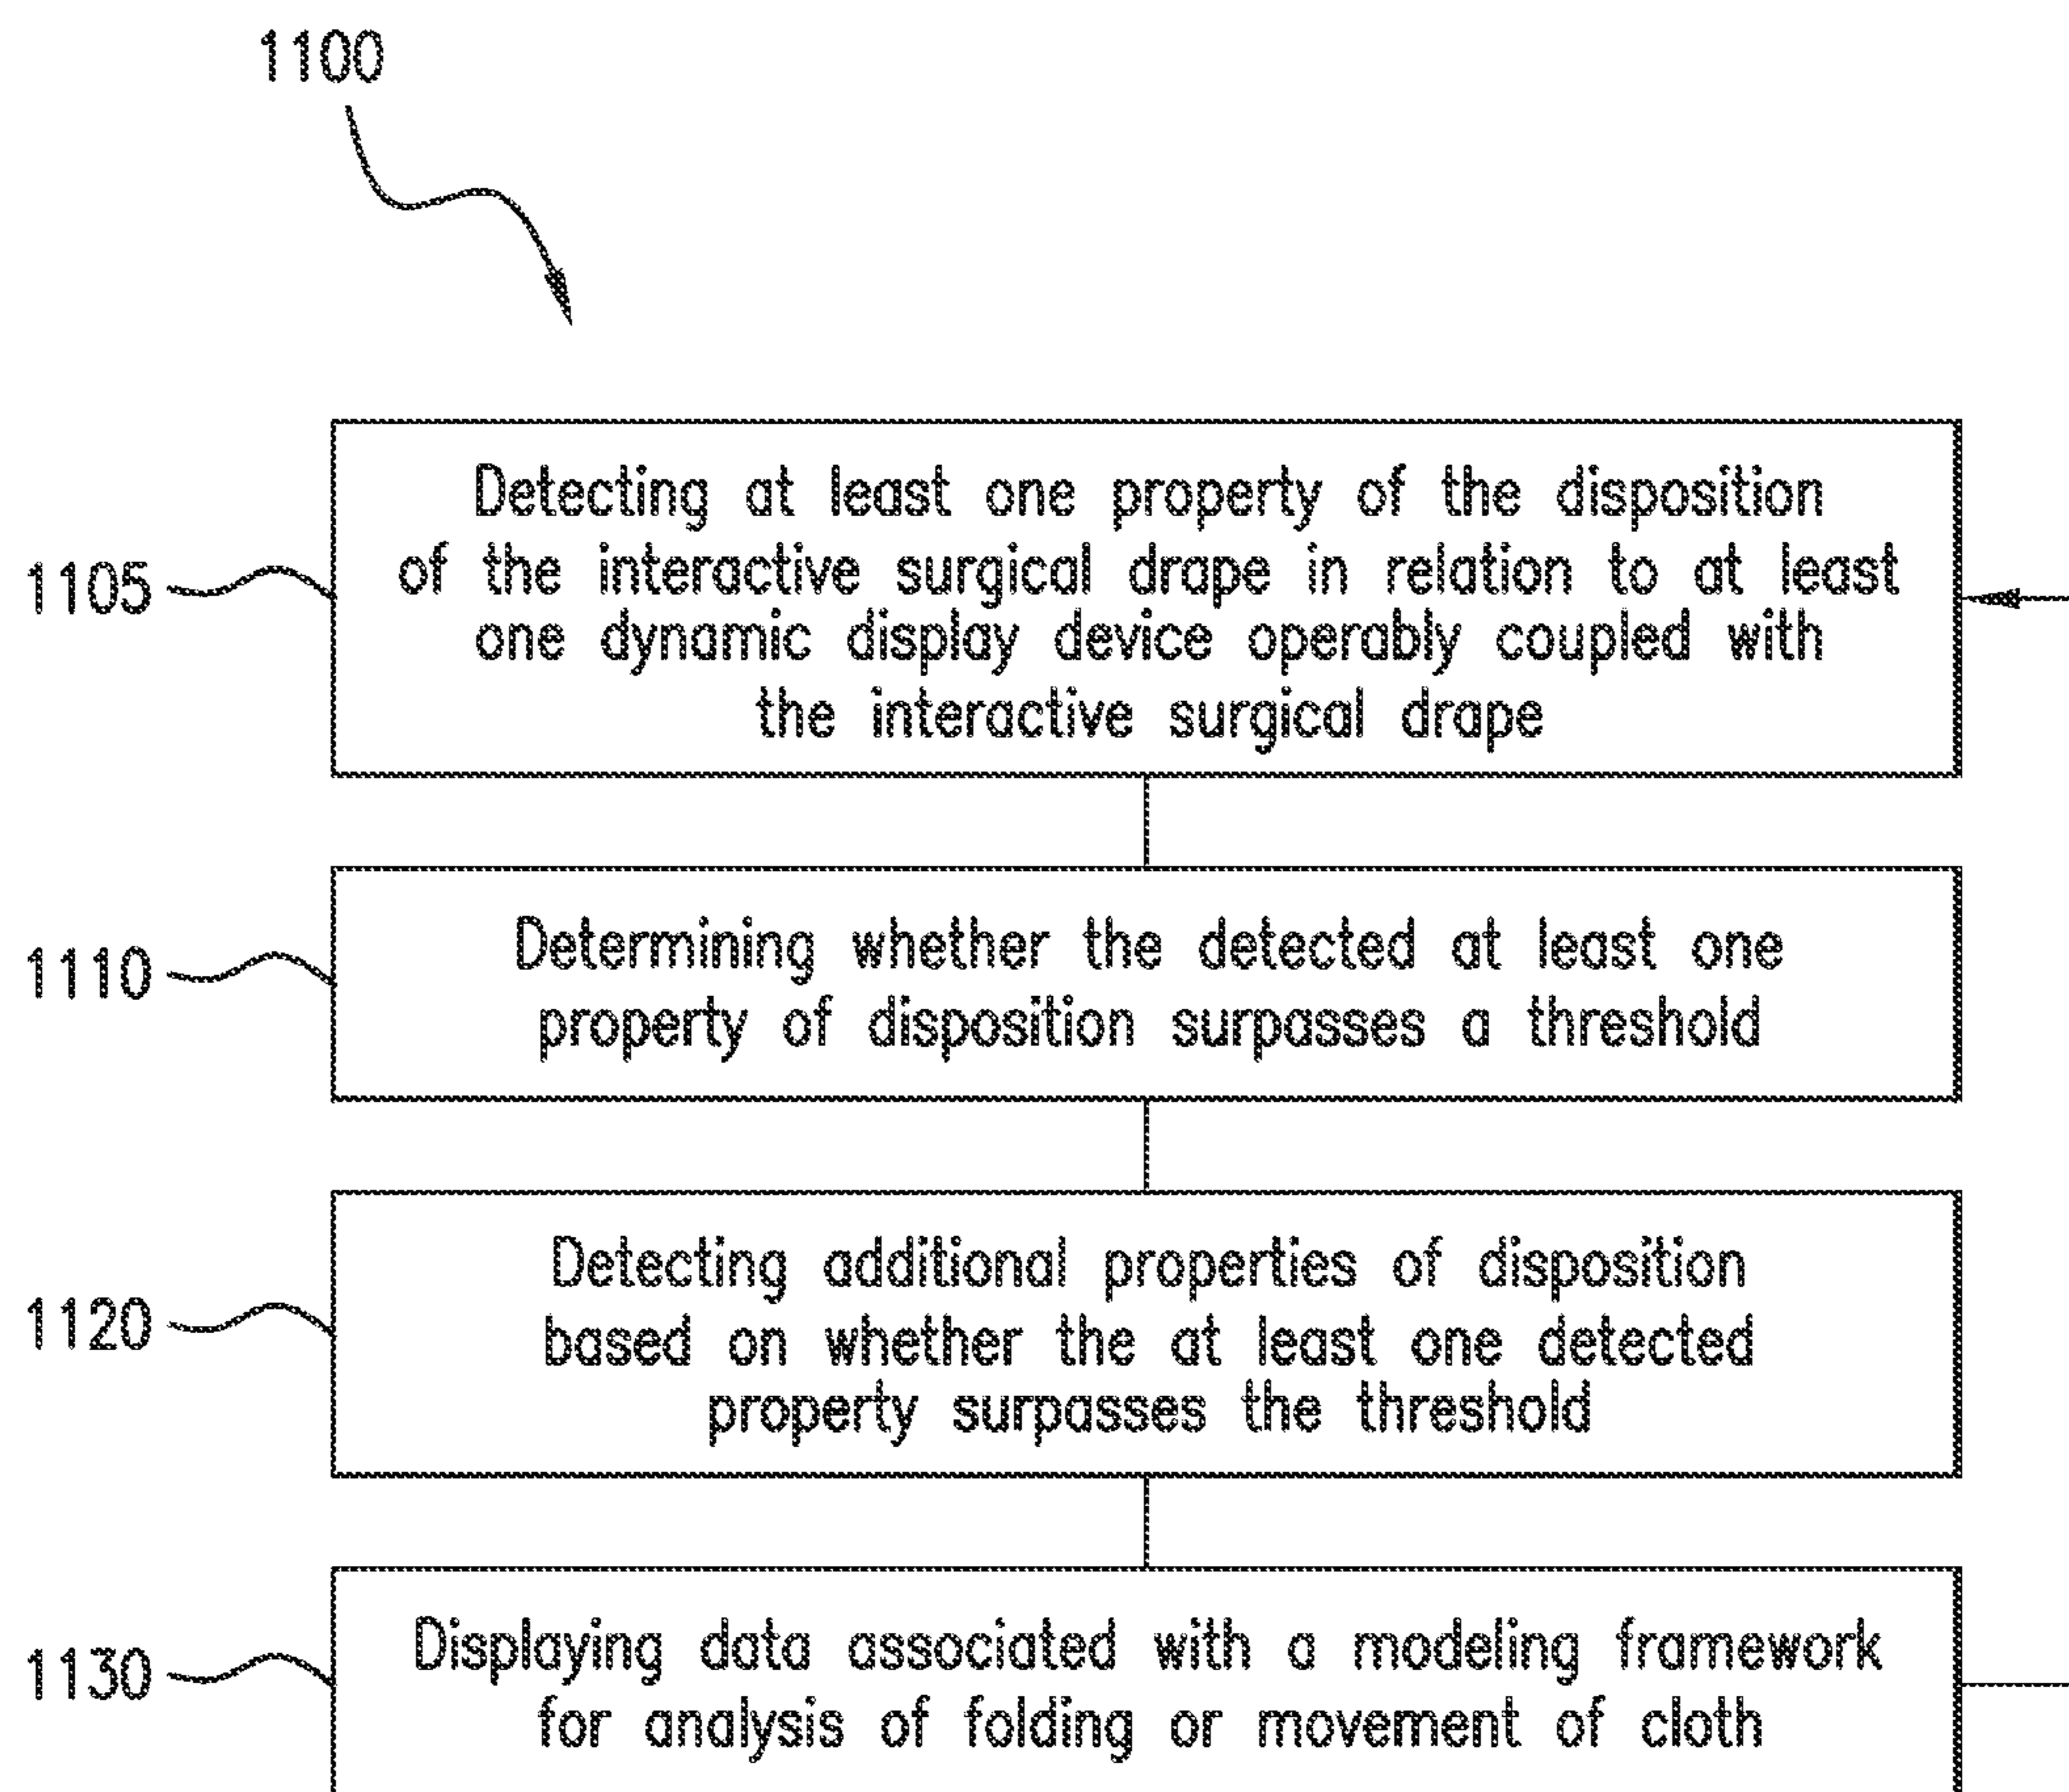 1100
Detecting at least one property of the disposition
of the interactive surgical drape in relation to at least
one dynamic display device operably coupled with
the interactive surgical drape
1105
Determining whether the detected at least one
property of disposition surpasses a threshold
1110
Detecting additional properties of disposition
based on whether the at least one detected
property surpasses the threshold
1120
Displaying data associated with a modeling framework
for analysis of folding or movement of cloth
1130